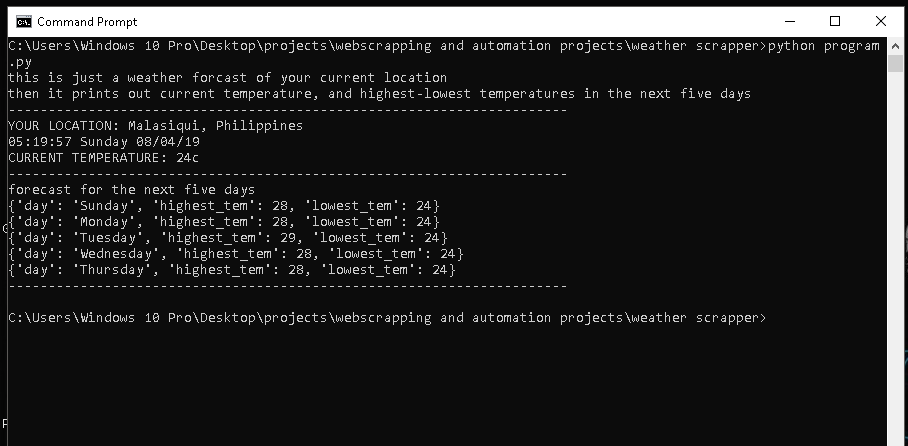 Command Prompt
C:\Users\Windows 10 Pro\Desktop\projects\webscrapping and automation projects\weather scrapper>python program
.py
this is just a weather forcast of your current location
then it prints out current temperature, and highest-lowest temperatures in the next five days
----------------------------------------------------------------------
YOUR LOCATION: Malasiqui, Philippines
05:19:57 Sunday 08/04/19
CURRENT TEMPERATURE: 24c
----------------------------------------------------------------------
forecast for the next five days
{'day': 'Sunday', 'highest_tem': 28, 'lowest_tem': 24}
{'day': 'Monday', 'highest_tem': 28, 'lowest_tem': 24}
{'day': 'Tuesday', 'highest_tem': 29, 'lowest_tem': 24}
{'day': 'Wednesday', 'highest_tem': 28, 'lowest_tem': 24}
{'day': 'Thursday', 'highest_tem': 28, 'lowest_tem': 24}
----------------------------------------------------------------------
C:\Users\Windows 10 Pro\Desktop\projects\webscrapping and automation projects\weather scrapper>